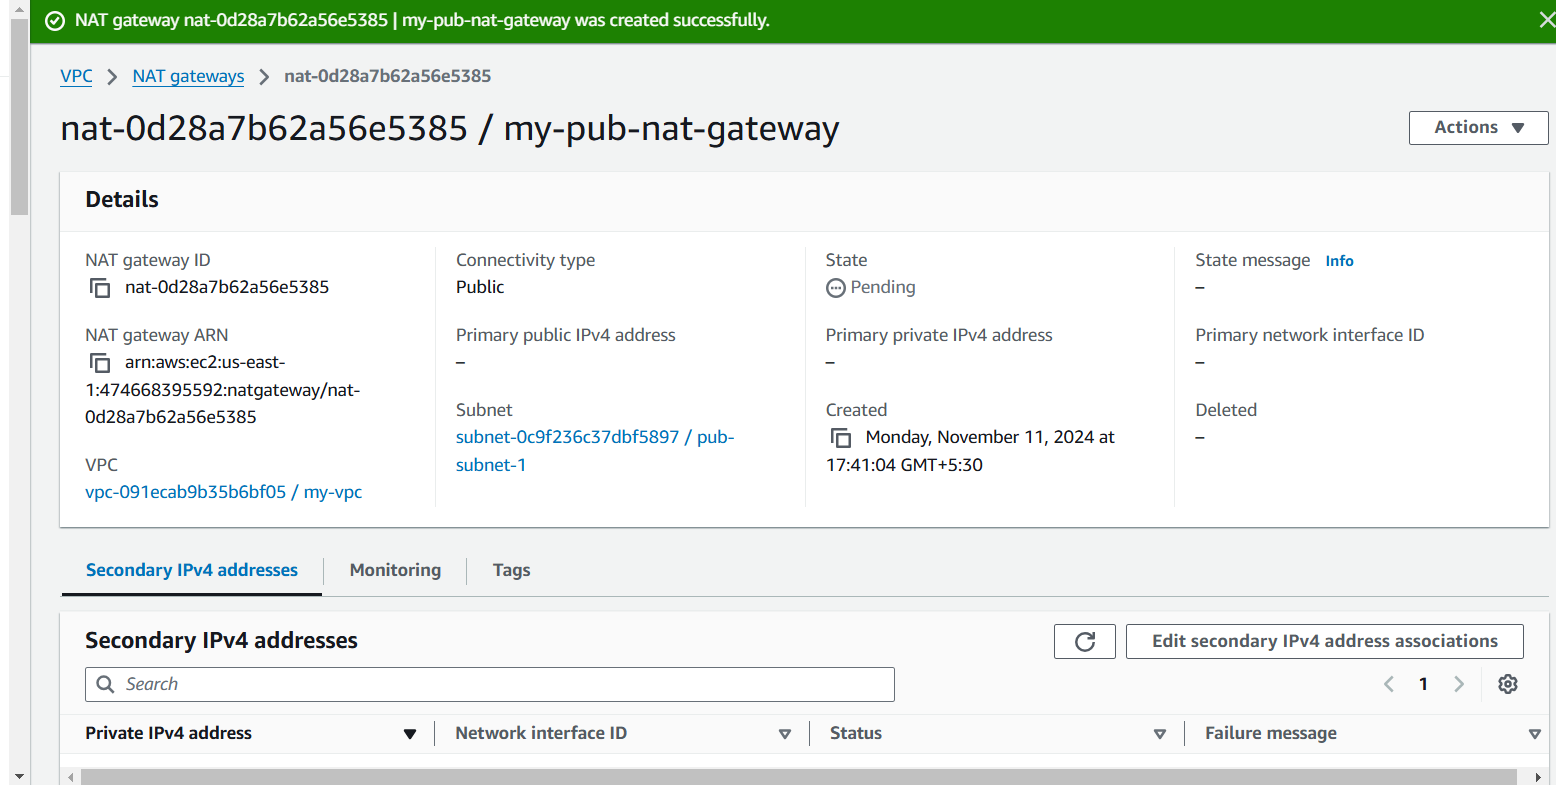 NAT gateway nat-0d28a7b62a56e5385 | my-pub-nat-gateway was created successfully.
VPC > NAT gateways > nat-0d28a7b62a56e5385
nat-0d28a7b62a56e5385 / my-pub-nat-gateway
Actions
Details
NAT gateway ID
nat-0d28a7b62a56e5385
NAT gateway ARN
arn:aws:ec2:us-east-
1:474668395592:natgateway/nat-
0d28a7b62a56e5385
VPC
vpc-091ecab9b35b6bf05 / my-vpc
Connectivity type
Public
Primary public IPv4 address
–
Subnet
subnet-0c9f236c37dbf5897 / pub-
subnet-1
State
Pending
Primary private IPv4 address
–
Created
Monday, November 11, 2024 at
17:41:04 GMT+5:30
State message Info
–
Primary network interface ID
–
Deleted
–
Secondary IPv4 addresses Monitoring Tags
Secondary IPv4 addresses
Edit secondary IPv4 address associations
Search
1
Private IPv4 address Network interface ID Status Failure message